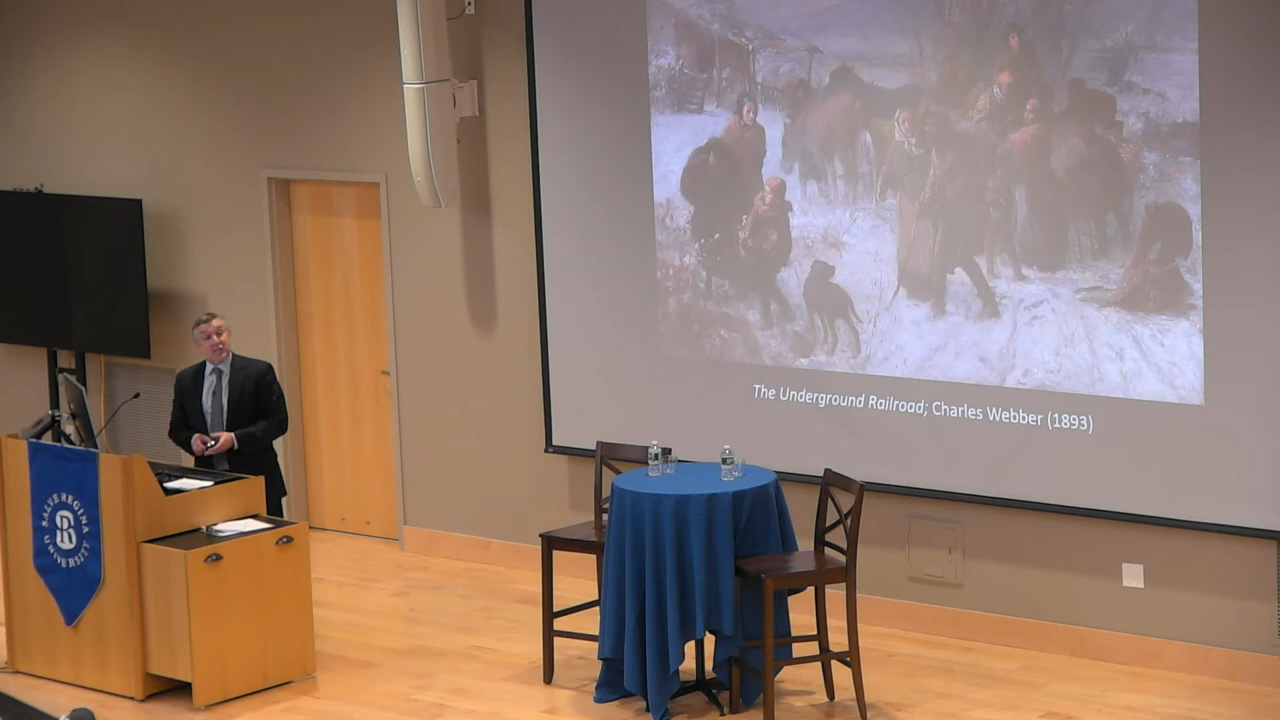 The Underground Railroad; Charles Webber (1893)
SALVE REGINA
UNIVERSITY
R